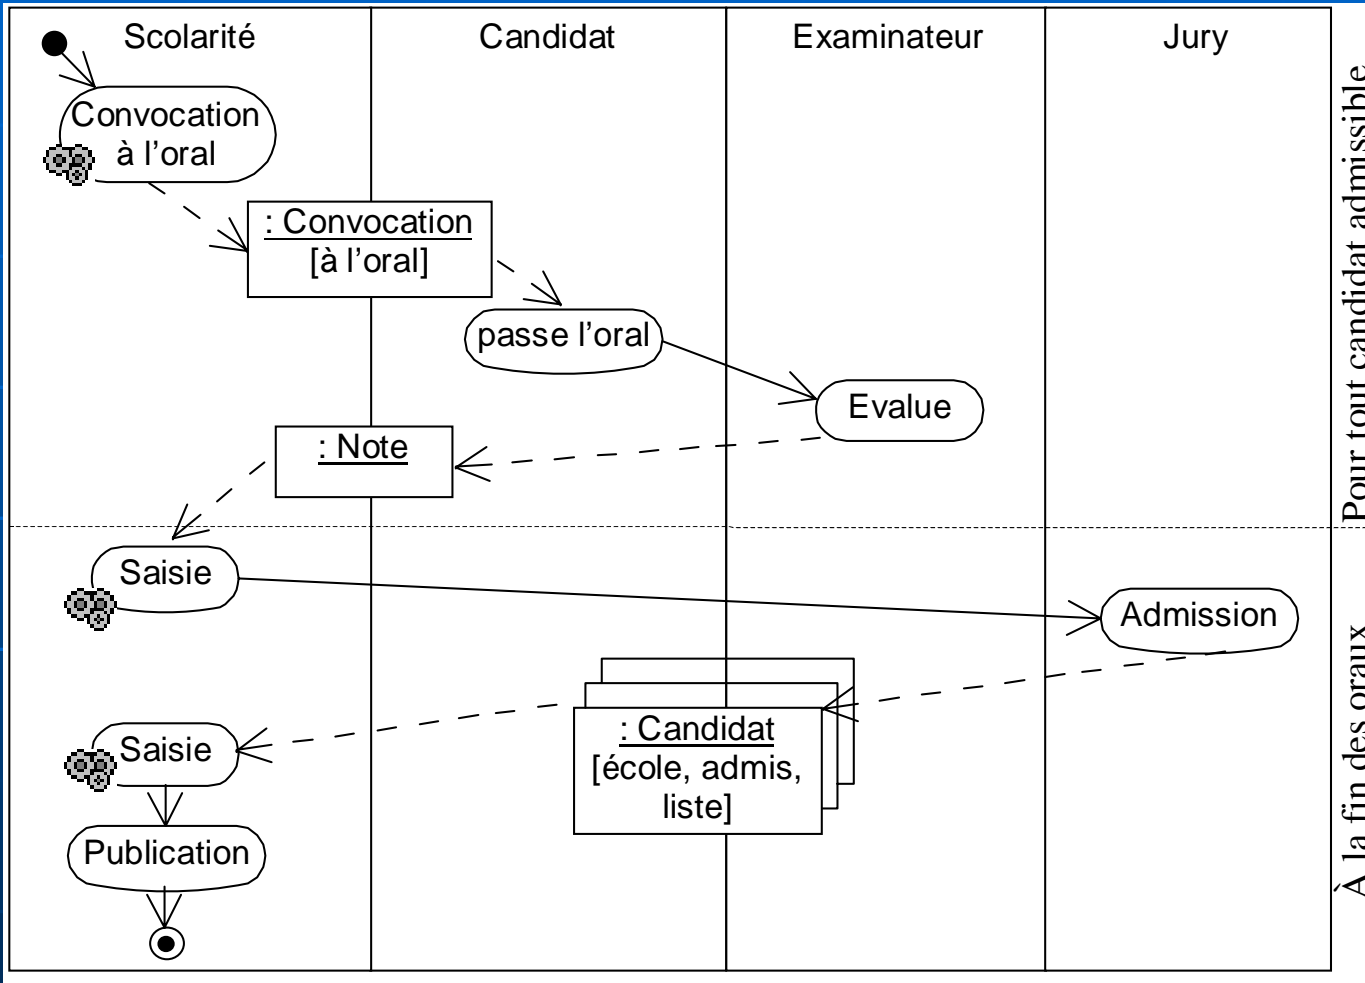 Scolarité
Candidat
Examinateur
Jury
Convocation
à l’oral
: Convocation
[à l’oral]
passe l’oral
Evalue
: Note
Pour tout candidat admissible
Saisie
Admission
: Candidat
[école, admis,
liste]
Saisie
Publication
À la fin des oraux